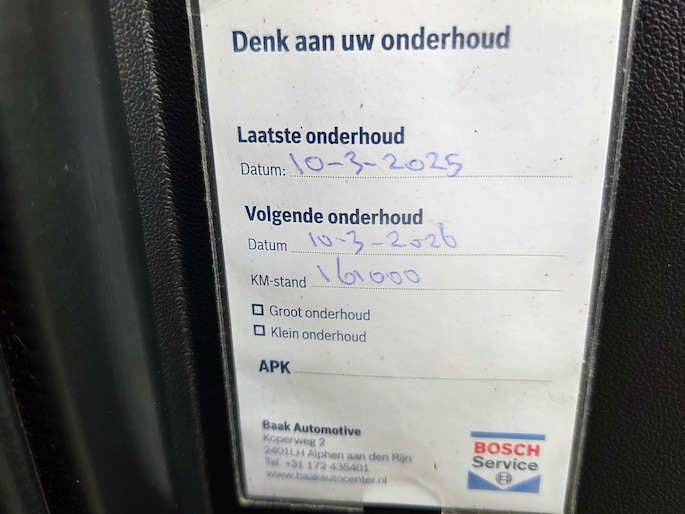 Denk aan uw onderhoud
Laatste onderhoud
Datum: 10-3-2025
Volgende onderhoud
Datum 10-3-2026
KM-stand 161000
Groot onderhoud
Klein onderhoud
APK
Baak Automotive
Koperweg 2
2401LH Alphen aan den Rijn
Tel. +31 172 435401
www.baakautocenter.nl
BOSCH
Service